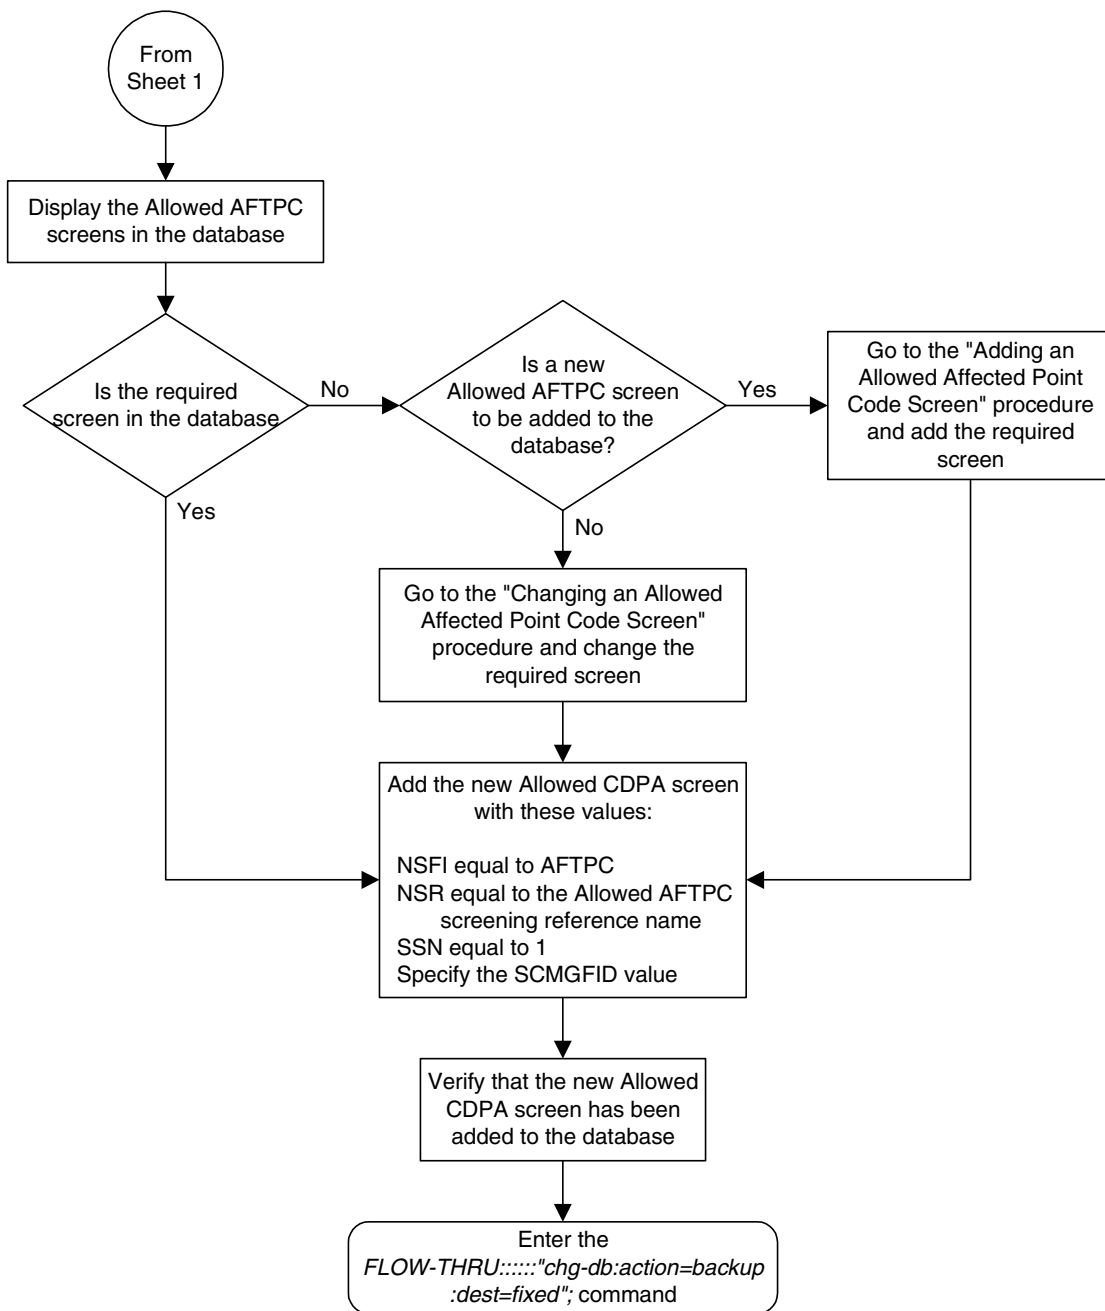 From
Sheet 1
Display the Allowed AFTPC
screens in the database
Is the required
screen in the database
No
Yes
Is a new
Allowed AFTPC screen
to be added to the
database?
Yes
No
Go to the "Adding an
Allowed Affected Point
Code Screen" procedure
and add the required
screen
Go to the "Changing an Allowed
Affected Point Code Screen"
procedure and change the
required screen
Add the new Allowed CDPA screen
with these values:
NSFI equal to AFTPC
NSR equal to the Allowed AFTPC
screening reference name
SSN equal to 1
Specify the SCMGFID value
Verify that the new Allowed
CDPA screen has been
added to the database
Enter the
FLOW-THRU::::::"chg-db:action=backup
:dest=fixed"; command